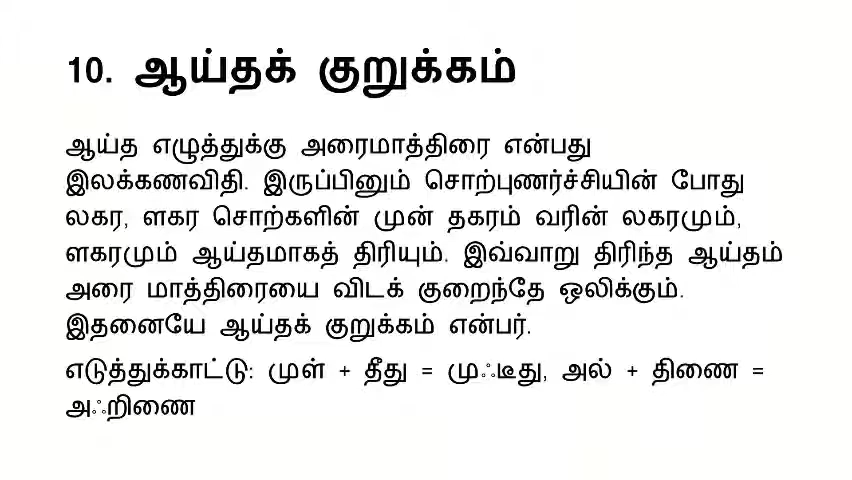 10. ஆய்தக் குறுக்கம்
ஆய்த எழுத்துக்கு அரைமாத்திரை என்பது
இலக்கணவிதி. இருப்பினும் சொற்புணர்ச்சியின் போது
லகர, ளகர சொற்களின் முன் தகரம் வரின் லகரமும்,
ளகரமும் ஆய்தமாகத் திரியும். இவ்வாறு திரிந்த ஆய்தம்
அரை மாத்திரையை விடக் குறைந்தே ஒலிக்கும்.
இதனையே ஆய்தக் குறுக்கம் என்பர்.
எடுத்துக்காட்டு: முள் + தீது = முஃடீது, அல் + திணை =
அஃறிணை